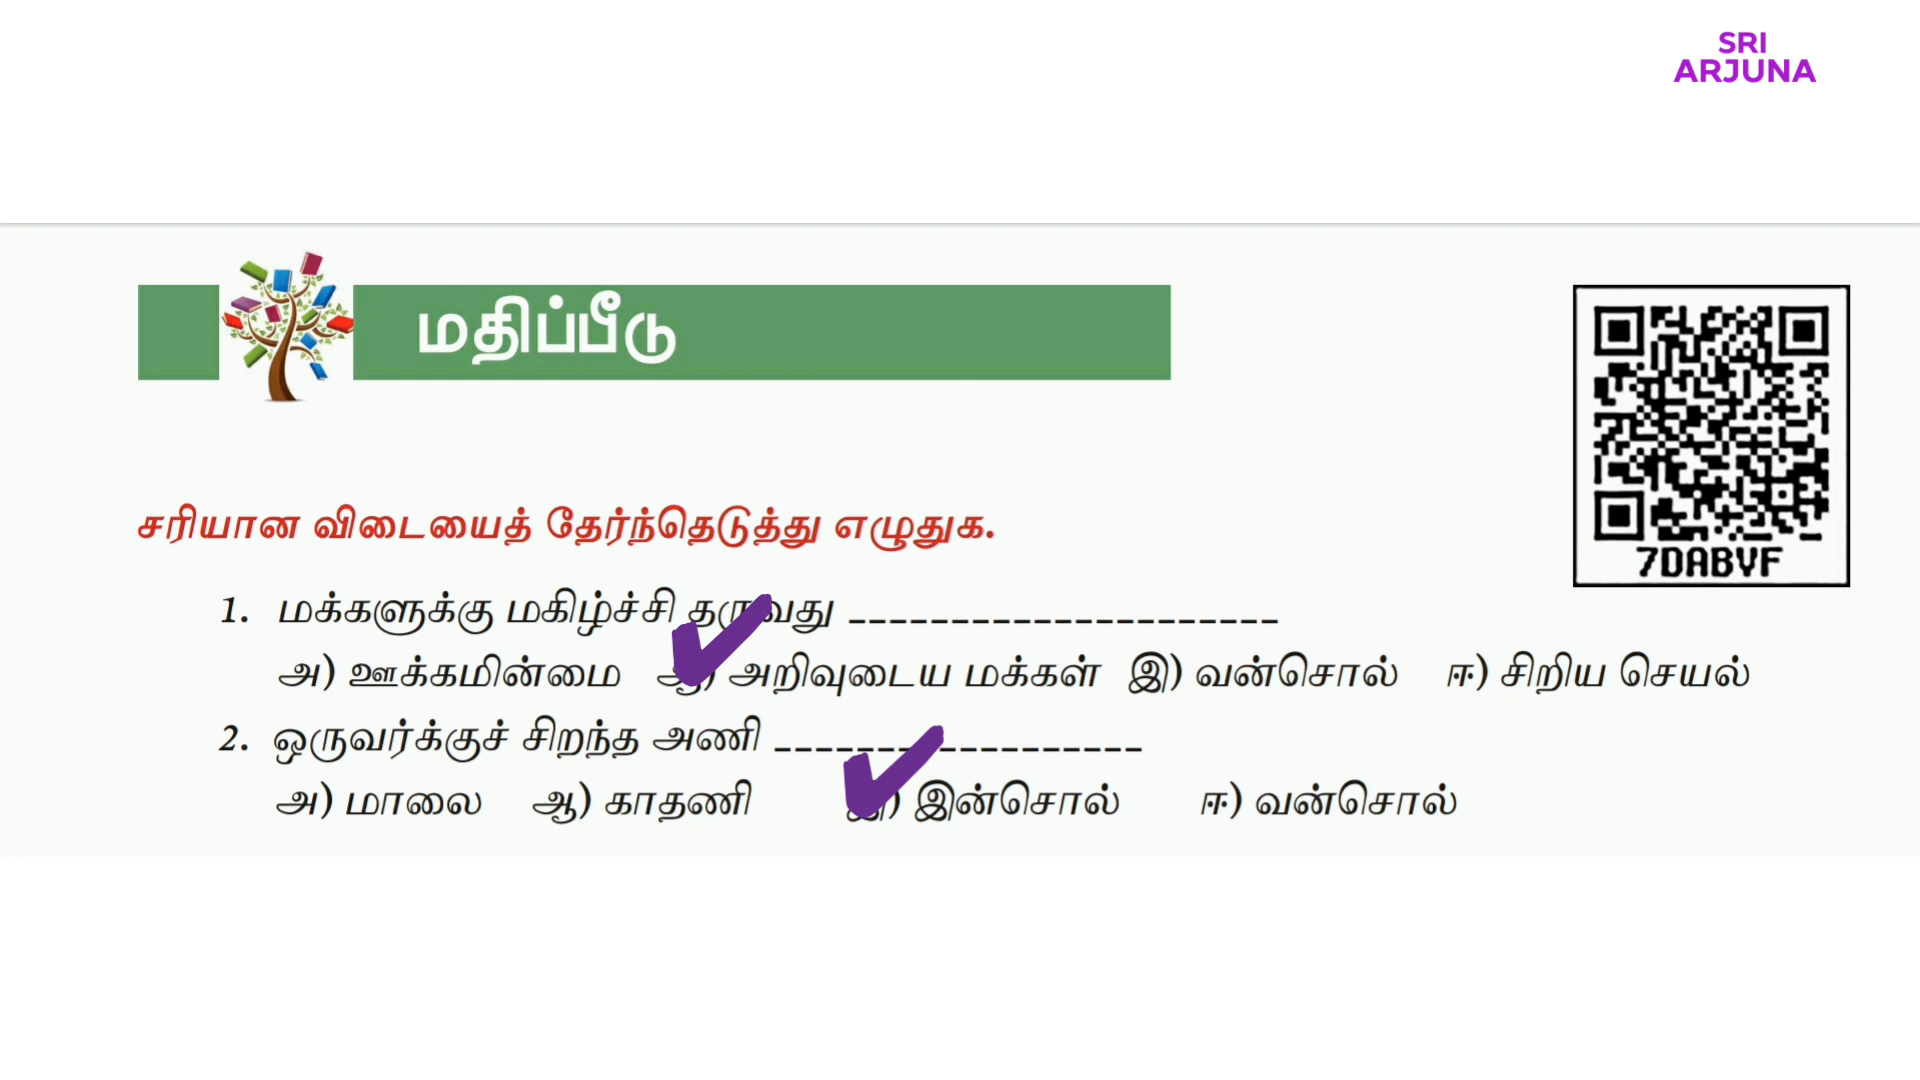 SRI
ARJUNA
மதிப்பீடு
7DABVF
சரியான விடையைத் தேர்ந்தெடுத்து எழுதுக.
1. மக்களுக்கு மகிழ்ச்சி தருவது _____________________
அ) ஊக்கமின்மை ஆ) அறிவுடைய மக்கள் இ) வன்சொல் ஈ) சிறிய செயல்
2. ஒருவர்க்குச் சிறந்த அணி __________________
அ) மாலை ஆ) காதணி இ) இன்சொல் ஈ) வன்சொல்